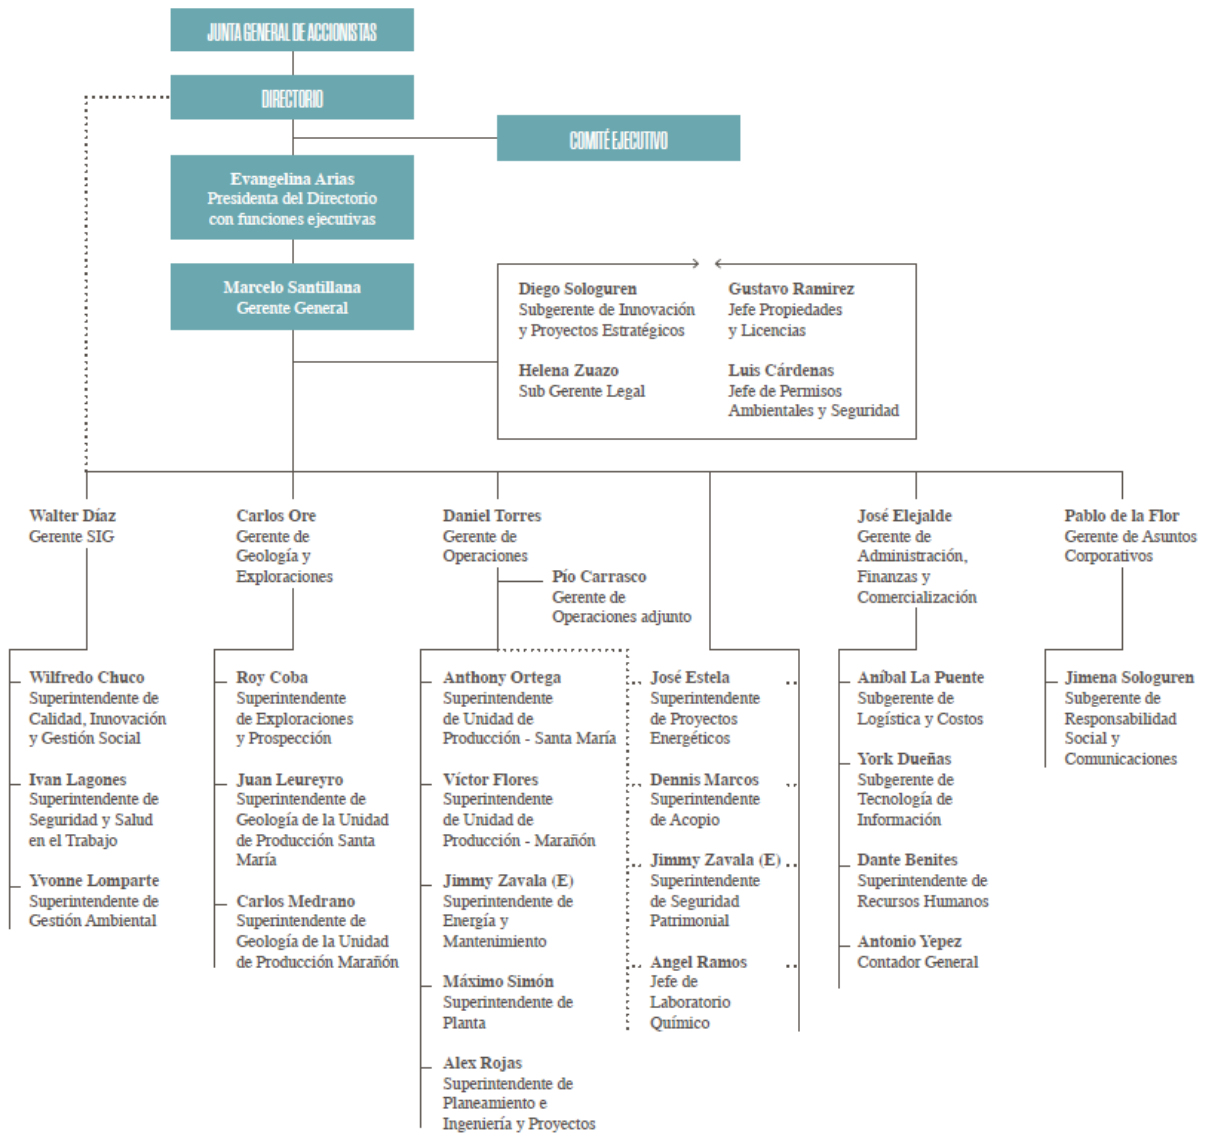 JUNTA GENERAL DE ACCIONISTAS
DIRECTORIO
COMITÉ EJECUTIVO
Evangelina Arias
Presidenta del Directorio
con funciones ejecutivas
Marcelo Santillana
Gerente General
Diego Sologuren
Subgerente de Innovación
y Proyectos Estratégicos
Gustavo Ramirez
Jefe Propiedades
y Licencias
Helena Zuazo
Sub Gerente Legal
Luis Cárdenas
Jefe de Permisos
Ambientales y Seguridad
Walter Díaz
Gerente SIG
Carlos Ore
Gerente de
Geología y
Exploraciones
Daniel Torres
Gerente de
Operaciones
Pío Carrasco
Gerente de
Operaciones adjunto
José Elejalde
Gerente de
Administración,
Finanzas y
Comercialización
Pablo de la Flor
Gerente de Asuntos
Corporativos
Wilfredo Chuco
Superintendente de
Calidad, Innovación
y Gestión Social
Ivan Lagones
Superintendente de
Seguridad y Salud
en el Trabajo
Yvonne Lomparte
Superintendente de
Gestión Ambiental
Roy Coba
Superintendente
de Exploraciones
y Prospección
Juan Leureyro
Superintendente de
Geología de la Unidad
de Producción Santa
María
Carlos Medrano
Superintendente de
Geología de la Unidad
de Producción Marañón
Anthony Ortega
Superintendente
de Unidad de
Producción - Santa María
Víctor Flores
Superintendente
de Unidad de
Producción - Marañón
Jimmy Zavala (E)
Superintendente de
Energía y
Mantenimiento
Máximo Simón
Superintendente de
Planta
Alex Rojas
Superintendente de
Planeamiento e
Ingeniería y Proyectos
José Estela
Superintendente
de Proyectos
Energéticos
Dennis Marcos
Superintendente
de Acopio
Jimmy Zavala (E)
Superintendente
de Seguridad
Patrimonial
Angel Ramos
Jefe de
Laboratorio
Químico
Aníbal La Puente
Subgerente de
Logística y Costos
York Dueñas
Subgerente de
Tecnología de
Información
Dante Benites
Superintendente de
Recursos Humanos
Antonio Yepez
Contador General
Jimena Sologuren
Subgerente de
Responsabilidad
Social y
Comunicaciones